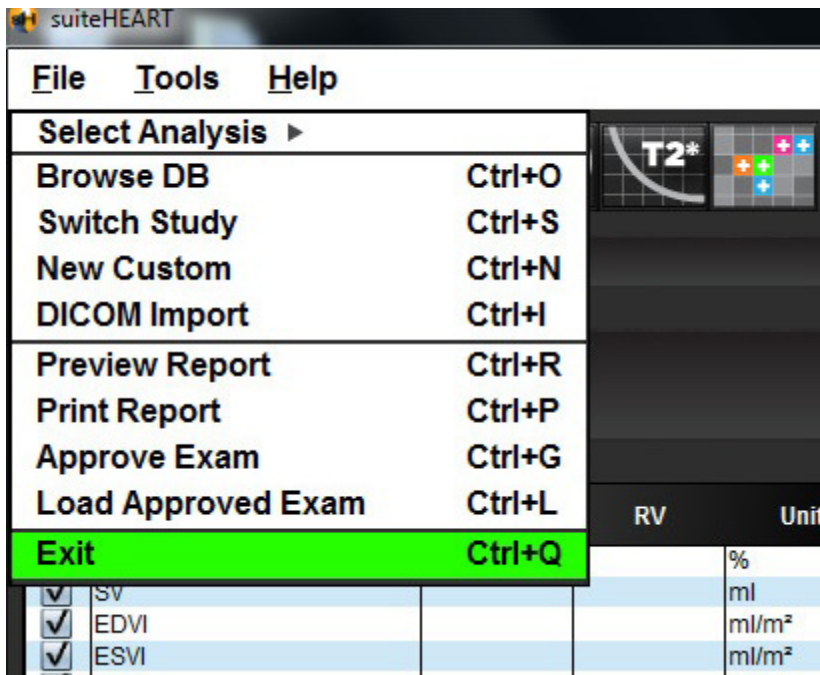 suiteHEART
File Tools Help
Select Analysis
T2*
Browse DB Ctrl+O
Switch Study Ctrl+S
New Custom Ctrl+N
DICOM Import Ctrl+I
Preview Report Ctrl+R
Print Report Ctrl+P
Approve Exam Ctrl+G
Load Approved Exam Ctrl+L
RV
Exit Ctrl+Q
%
SV ml
EDVI ml/m²
ESVI ml/m²